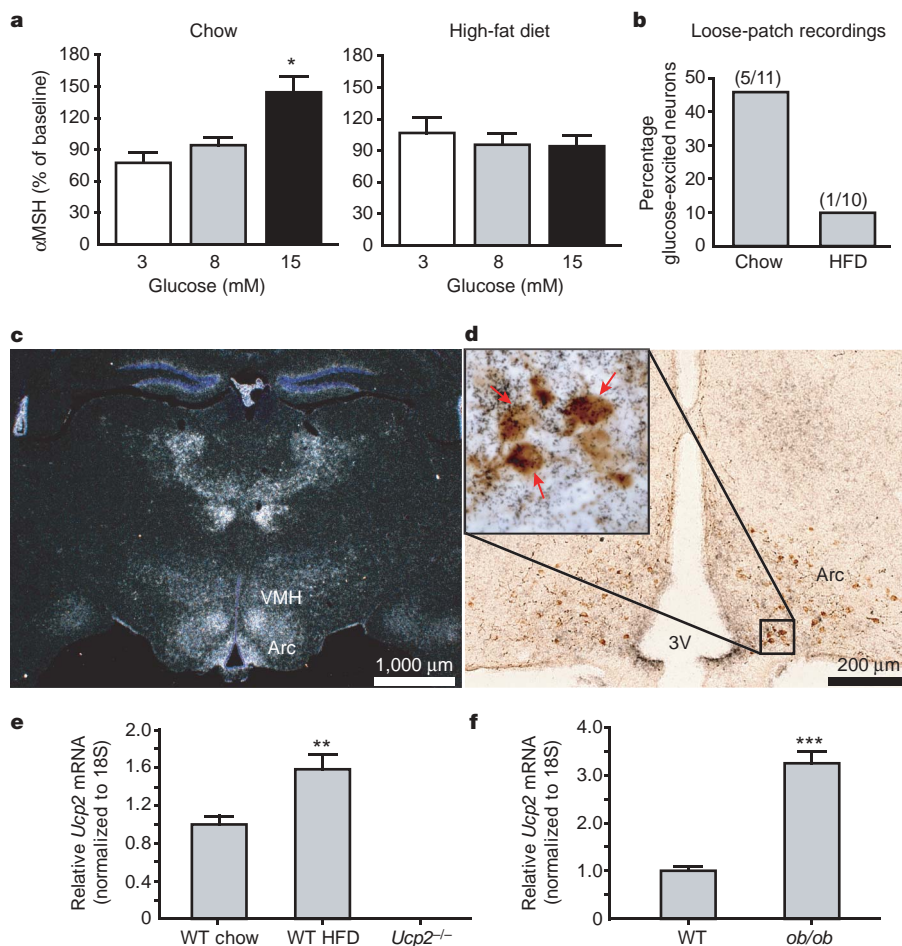 a
Chow
High-fat diet
αMSH (% of baseline)
180
150
120
90
60
30
0
*
3 8 15
Glucose (mM)
180
150
120
90
60
30
0
3 8 15
Glucose (mM)
b
Loose-patch recordings
Percentage
glucose-excited neurons
50
40
30
20
10
0
(5/11)
(1/10)
Chow HFD
c
VMH
Arc
1,000 μm
d
Arc
3V
200 μm
e
Relative Ucp2 mRNA
(normalized to 18S)
2.0
1.6
1.2
0.8
0.4
0
**
WT chow WT HFD Ucp2–/–
f
Relative Ucp2 mRNA
(normalized to 18S)
4.0
3.0
2.0
1.0
0
***
WT ob/ob